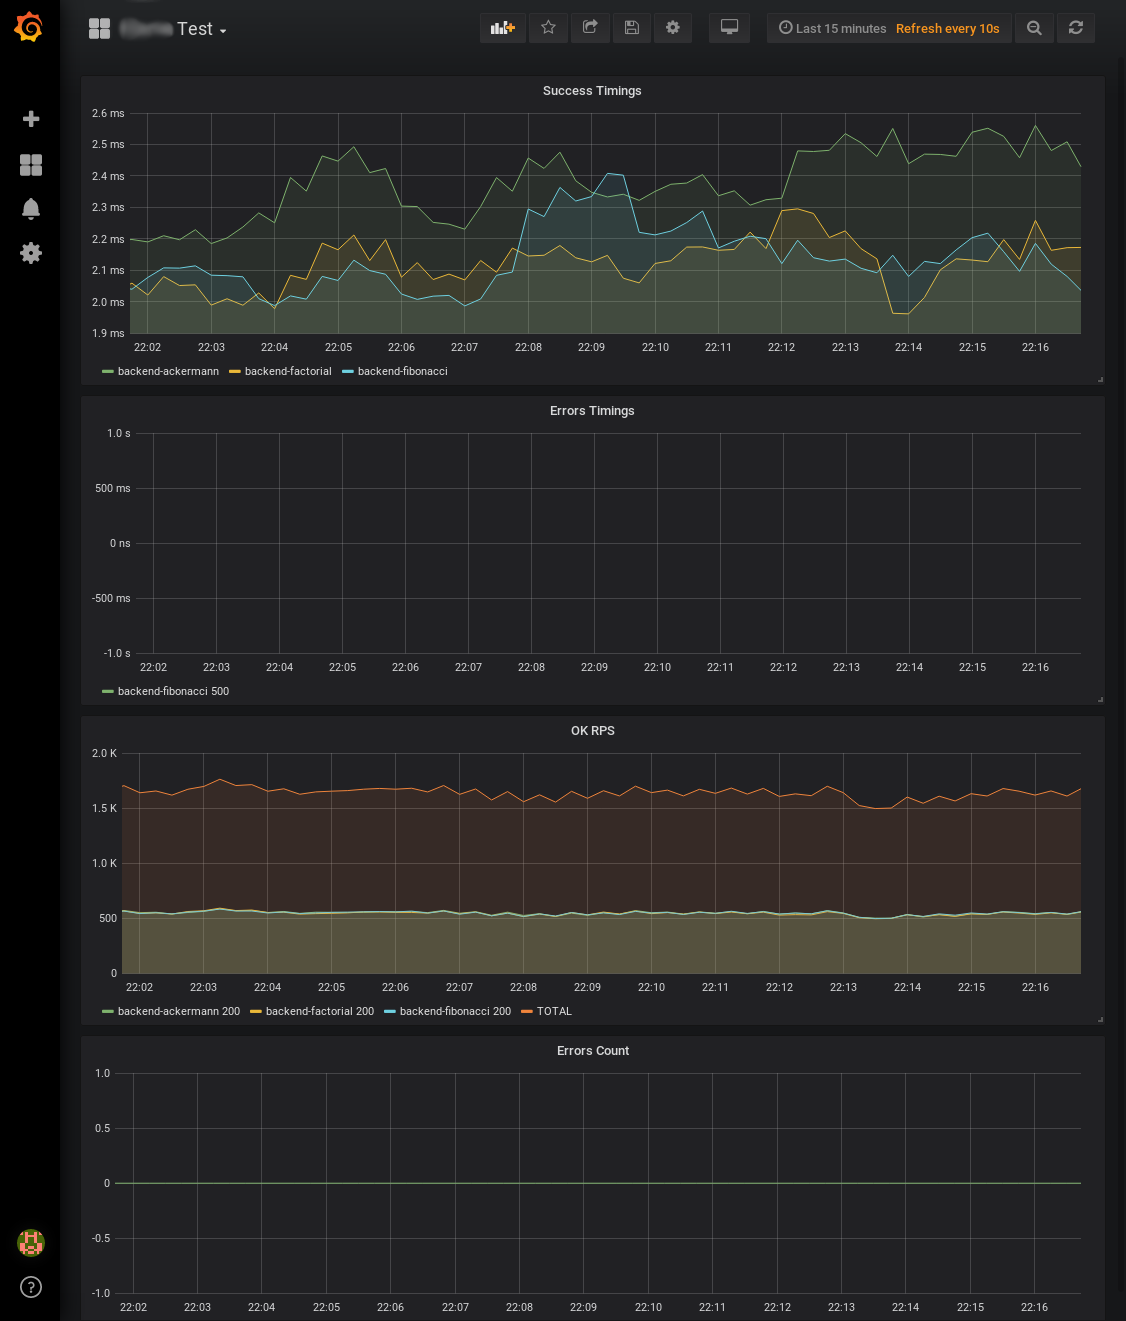 Test
Last 15 minutes Refresh every 10s
Success Timings
2.6 ms
2.5 ms
2.4 ms
2.3 ms
2.2 ms
2.1 ms
2.0 ms
1.9 ms
22:02 22:03 22:04 22:05 22:06 22:07 22:08 22:09 22:10 22:11 22:12 22:13 22:14 22:15 22:16
backend-ackermann backend-factorial backend-fibonacci
Errors Timings
1.0 s
500 ms
0 ns
-500 ms
-1.0 s
22:02 22:03 22:04 22:05 22:06 22:07 22:08 22:09 22:10 22:11 22:12 22:13 22:14 22:15 22:16
backend-fibonacci 500
OK RPS
2.0 K
1.5 K
1.0 K
500
0
22:02 22:03 22:04 22:05 22:06 22:07 22:08 22:09 22:10 22:11 22:12 22:13 22:14 22:15 22:16
backend-ackermann 200 backend-factorial 200 backend-fibonacci 200 TOTAL
Errors Count
1.0
0.5
0
-0.5
-1.0
22:02 22:03 22:04 22:05 22:06 22:07 22:08 22:09 22:10 22:11 22:12 22:13 22:14 22:15 22:16
?